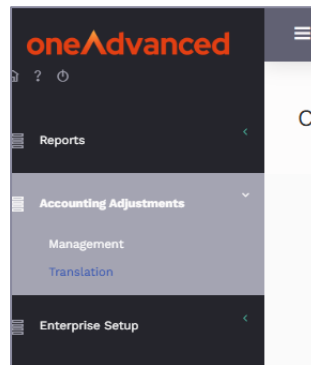 oneAdvanced
?
Reports
Accounting Adjustments
Management
Translation
Enterprise Setup